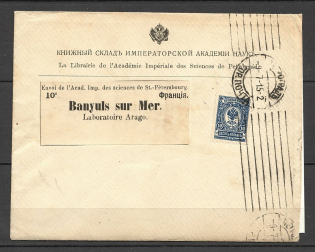 КНИЖНЫЙ СКЛАДЪ ИМПЕРАТОРСКОЙ АКАДЕМІИ НАУКЪ
La Librairie de l'Académie Impériale des Sciences de
Envoi de l'Acad. Imp. des sciences de St.-Pétersbourg.
10° Франція.
Banyuls sur Mer.
Laboratoire Arago.